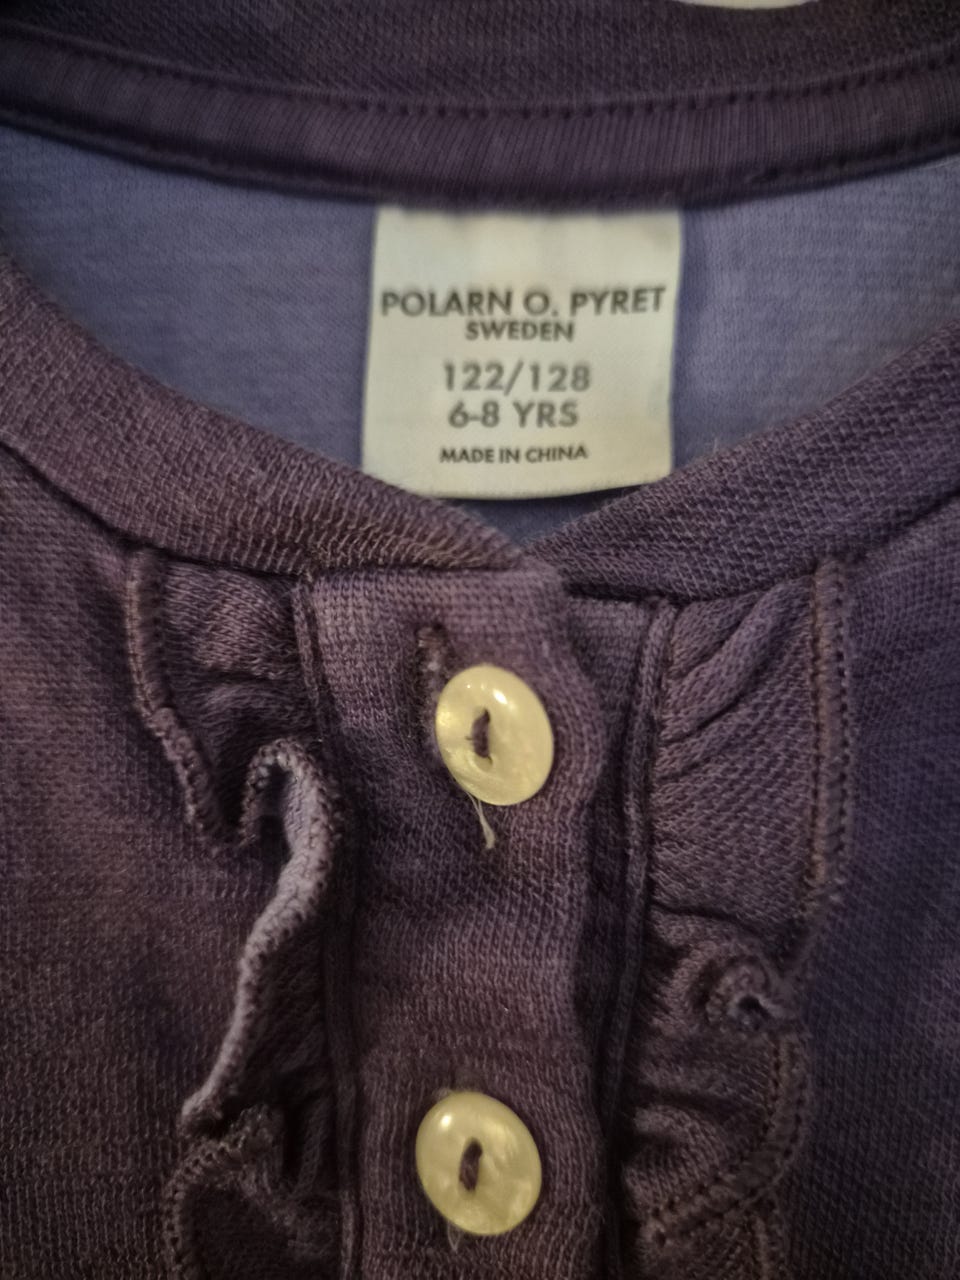 POLARN O. PYRET
SWEDEN
122/128
6-8 YRS
MADE IN CHINA